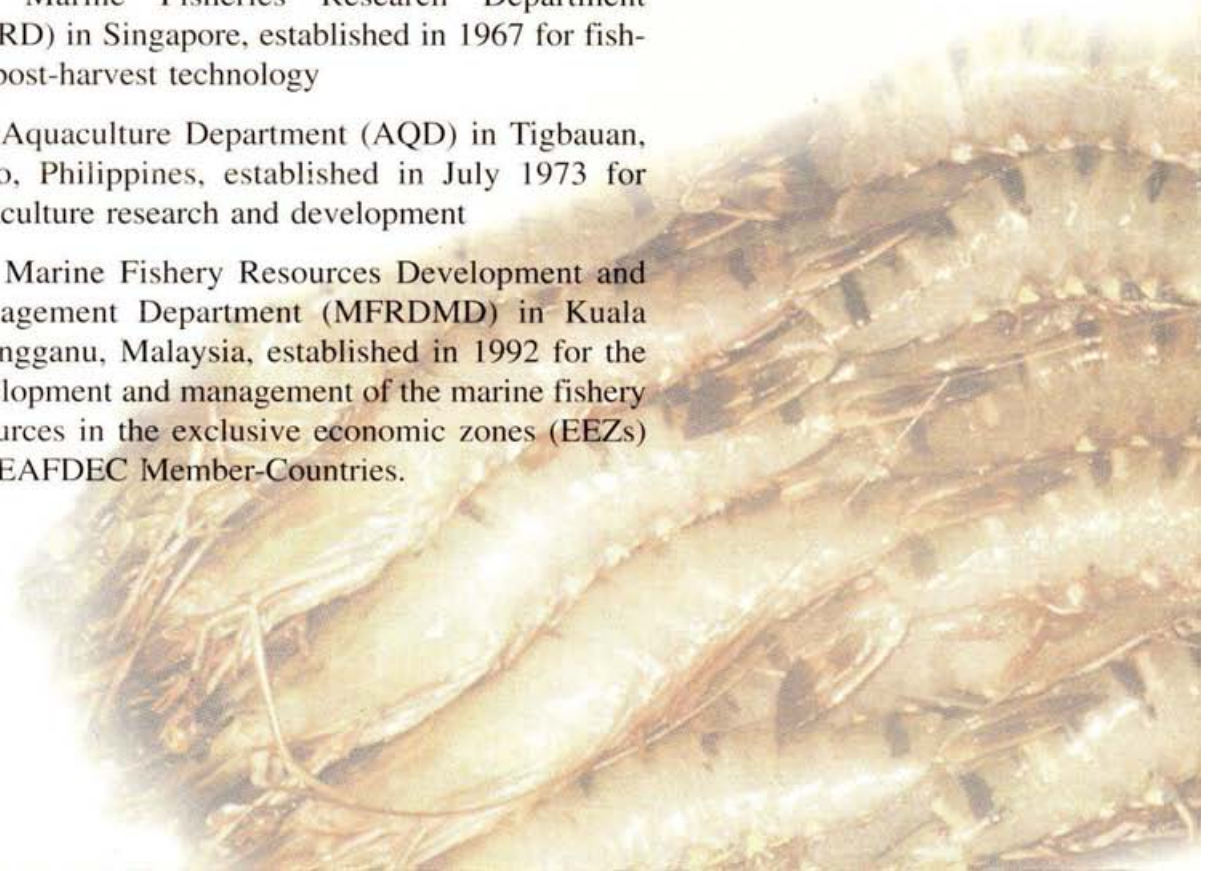 Marine Fisheries Research Department
RD) in Singapore, established in 1967 for fish-
post-harvest technology
Aquaculture Department (AQD) in Tigbauan,
o, Philippines, established in July 1973 for
culture research and development
Marine Fishery Resources Development and
agement Department (MFRDMD) in Kuala
ngganu, Malaysia, established in 1992 for the
lopment and management of the marine fishery
urces in the exclusive economic zones (EEZs)
EAFDEC Member-Countries.